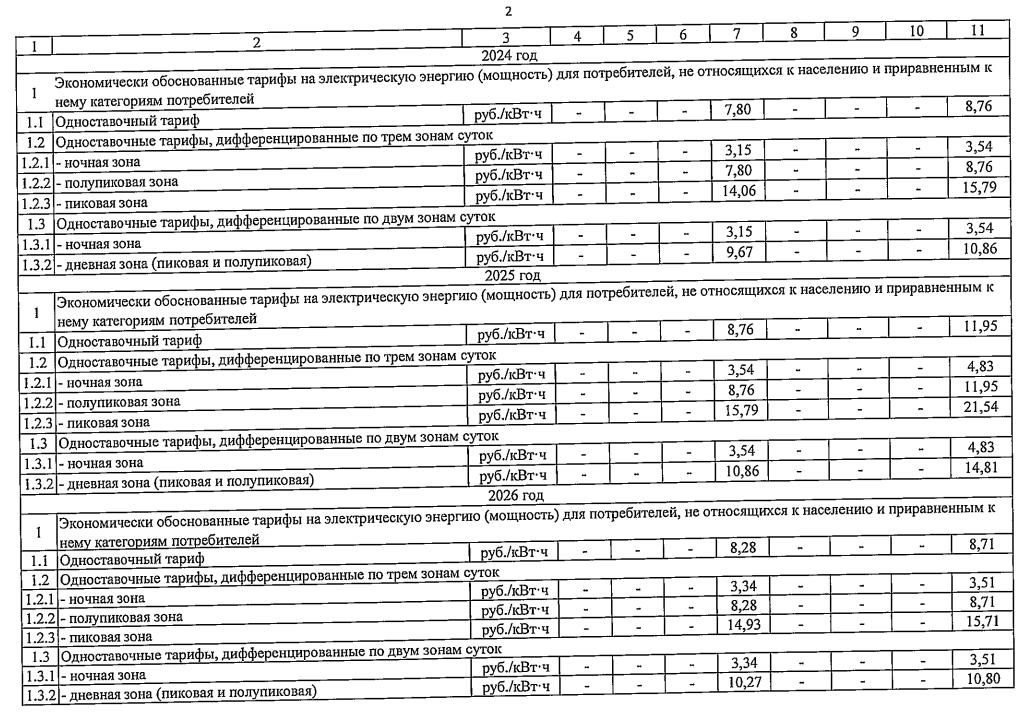 2
1 2 3 4 5 6 7 8 9 10 11
2024 год
1 Экономически обоснованные тарифы на электрическую энергию (мощность) для потребителей, не относящихся к населению и приравненным к
нему категориям потребителей
1.1 Одноставочный тариф руб./кВт·ч - - - 7,80 - - - 8,76
1.2 Одноставочные тарифы, дифференцированные по трем зонам суток
1.2.1 - ночная зона руб./кВт·ч - - - 3,15 - - - 3,54
1.2.2 - полупиковая зона руб./кВт·ч - - - 7,80 - - - 8,76
1.2.3 - пиковая зона руб./кВт·ч - - - 14,06 - - - 15,79
1.3 Одноставочные тарифы, дифференцированные по двум зонам суток
1.3.1 - ночная зона руб./кВт·ч - - - 3,15 - - - 3,54
1.3.2 - дневная зона (пиковая и полупиковая) руб./кВт·ч - - - 9,67 - - - 10,86
2025 год
1 Экономически обоснованные тарифы на электрическую энергию (мощность) для потребителей, не относящихся к населению и приравненным к
нему категориям потребителей
1.1 Одноставочный тариф руб./кВт·ч - - - 8,76 - - - 11,95
1.2 Одноставочные тарифы, дифференцированные по трем зонам суток
1.2.1 - ночная зона руб./кВт·ч - - - 3,54 - - - 4,83
1.2.2 - полупиковая зона руб./кВт·ч - - - 8,76 - - - 11,95
1.2.3 - пиковая зона руб./кВт·ч - - - 15,79 - - - 21,54
1.3 Одноставочные тарифы, дифференцированные по двум зонам суток
1.3.1 - ночная зона руб./кВт·ч - - - 3,54 - - - 4,83
1.3.2 - дневная зона (пиковая и полупиковая) руб./кВт·ч - - - 10,86 - - - 14,81
2026 год
1 Экономически обоснованные тарифы на электрическую энергию (мощность) для потребителей, не относящихся к населению и приравненным к
нему категориям потребителей
1.1 Одноставочный тариф руб./кВт·ч - - - 8,28 - - - 8,71
1.2 Одноставочные тарифы, дифференцированные по трем зонам суток
1.2.1 - ночная зона руб./кВт·ч - - - 3,34 - - - 3,51
1.2.2 - полупиковая зона руб./кВт·ч - - - 8,28 - - - 8,71
1.2.3 - пиковая зона руб./кВт·ч - - - 14,93 - - - 15,71
1.3 Одноставочные тарифы, дифференцированные по двум зонам суток
1.3.1 - ночная зона руб./кВт·ч - - - 3,34 - - - 3,51
1.3.2 - дневная зона (пиковая и полупиковая) руб./кВт·ч - - - 10,27 - - - 10,80